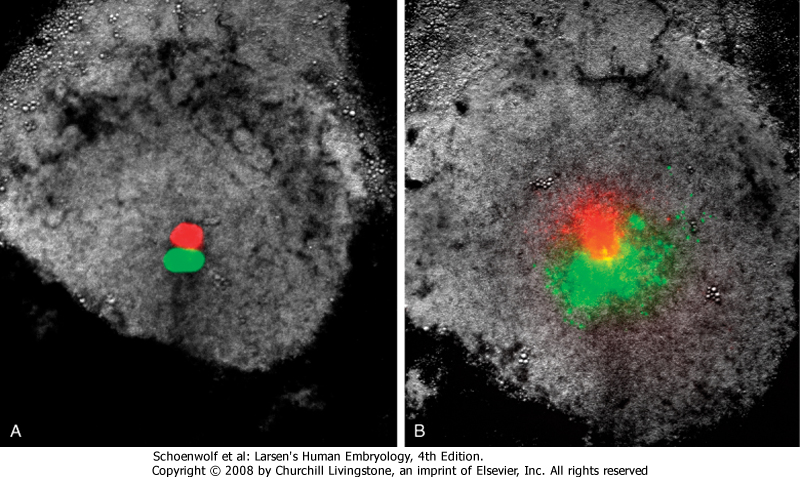 A
B
Schoenwolf et al: Larsen's Human Embryology, 4th Edition.
Copyright © 2008 by Churchill Livingstone, an imprint of Elsevier, Inc. All rights reserved